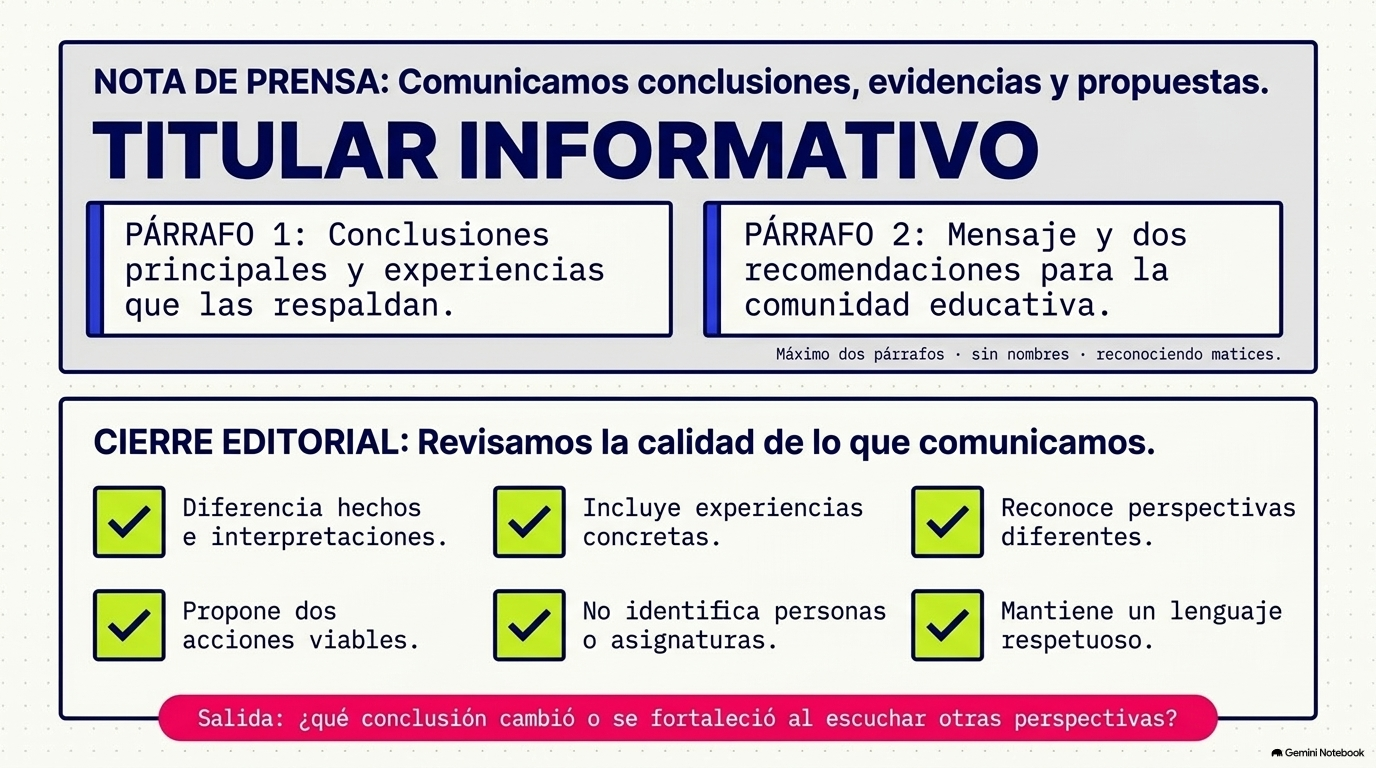 NOTA DE PRENSA: Comunicamos conclusiones, evidencias y propuestas.
TITULAR INFORMATIVO
PÁRRAFO 1: Conclusiones
principales y experiencias
que las respaldan.
PÁRRAFO 2: Mensaje y dos
recomendaciones para la
comunidad educativa.
Máximo dos párrafos · sin nombres · reconociendo matices.
CIERRE EDITORIAL: Revisamos la calidad de lo que comunicamos.
Diferencia hechos
e interpretaciones.
Incluye experiencias
concretas.
Reconoce perspectivas
diferentes.
Propone dos
acciones viables.
No identifica personas
o asignaturas.
Mantiene un lenguaje
respetuoso.
Salida: ¿qué conclusión cambió o se fortaleció al escuchar otras perspectivas?
Gemini Notebook